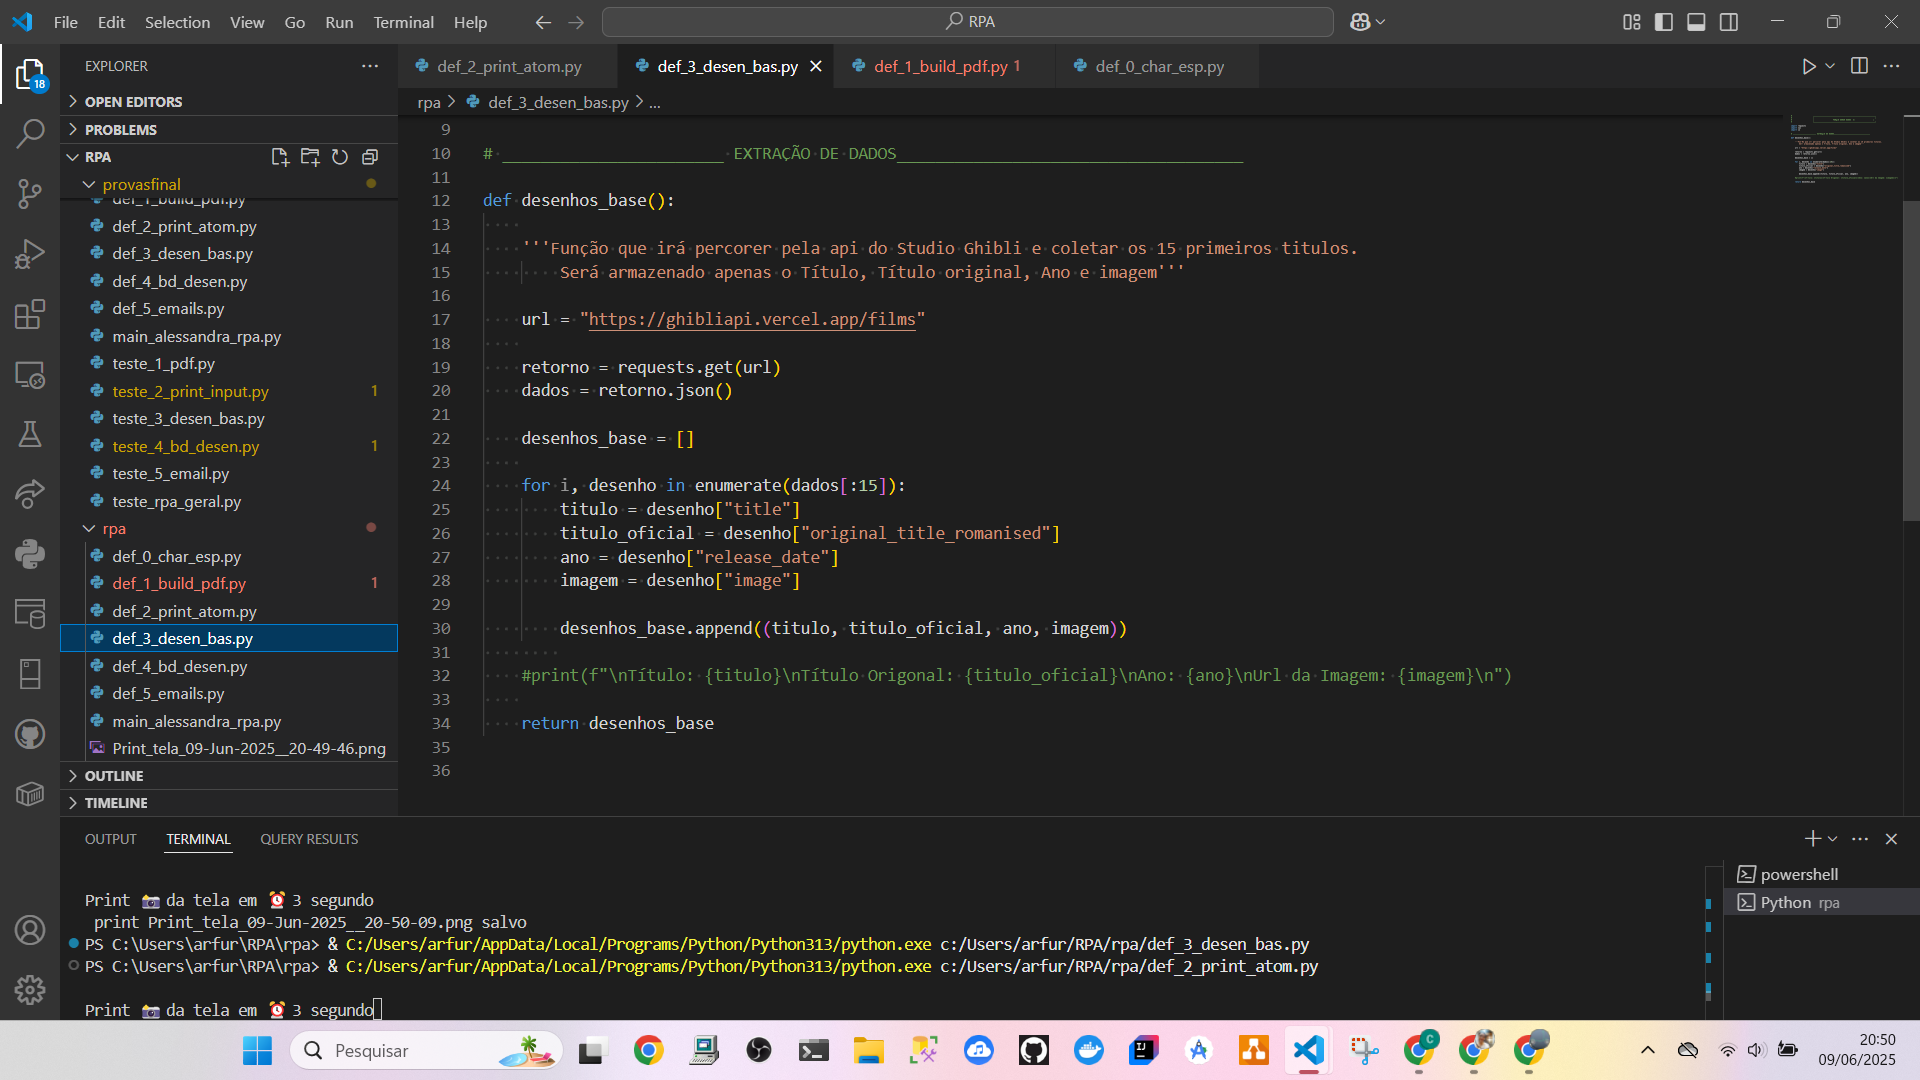 File Edit Selection View Go Run Terminal Help
RPA
EXPLORER
18
OPEN EDITORS
PROBLEMS
RPA
provasfinal
def_1_build_pdf.py
def_2_print_atom.py
def_3_desen_bas.py
def_4_bd_desen.py
def_5_emails.py
main_alessandra_rpa.py
teste_1_pdf.py
teste_2_print_input.py 1
teste_3_desen_bas.py
teste_4_bd_desen.py 1
teste_5_email.py
teste_rpa_geral.py
rpa
def_0_char_esp.py
def_1_build_pdf.py 1
def_2_print_atom.py
def_3_desen_bas.py
def_4_bd_desen.py
def_5_emails.py
main_alessandra_rpa.py
Print_tela_09-Jun-2025__20-49-46.png
OUTLINE
TIMELINE
def_2_print_atom.py def_3_desen_bas.py def_1_build_pdf.py 1 def_0_char_esp.py
rpa > def_3_desen_bas.py > ...
9
10 # _______________________ EXTRAÇÃO DE DADOS____________________________________
11
12 def desenhos_base():
13
14 '''Função que irá percorer pela api do Studio Ghibli e coletar os 15 primeiros titulos.
15 Será armazenado apenas o Título, Título original, Ano e imagem'''
16
17 url = "https://ghibliapi.vercel.app/films"
18
19 retorno = requests.get(url)
20 dados = retorno.json()
21
22 desenhos_base = []
23
24 for i, desenho in enumerate(dados[:15]):
25 titulo = desenho["title"]
26 titulo_oficial = desenho["original_title_romanised"]
27 ano = desenho["release_date"]
28 imagem = desenho["image"]
29
30 desenhos_base.append((titulo, titulo_oficial, ano, imagem))
31
32 #print(f"\nTítulo: {titulo}\nTítulo Origonal: {titulo_oficial}\nAno: {ano}\nUrl da Imagem: {imagem}\n")
33
34 return desenhos_base
35
36
OUTPUT TERMINAL QUERY RESULTS
Print 📷 da tela em ⏰ 3 segundo
print Print_tela_09-Jun-2025__20-50-09.png salvo
PS C:\Users\arfur\RPA\rpa> & C:/Users/arfur/AppData/Local/Programs/Python/Python313/python.exe c:/Users/arfur/RPA/rpa/def_3_desen_bas.py
PS C:\Users\arfur\RPA\rpa> & C:/Users/arfur/AppData/Local/Programs/Python/Python313/python.exe c:/Users/arfur/RPA/rpa/def_2_print_atom.py
Print 📷 da tela em ⏰ 3 segundo
powershell
Python rpa
Pesquisar
20:50
09/06/2025